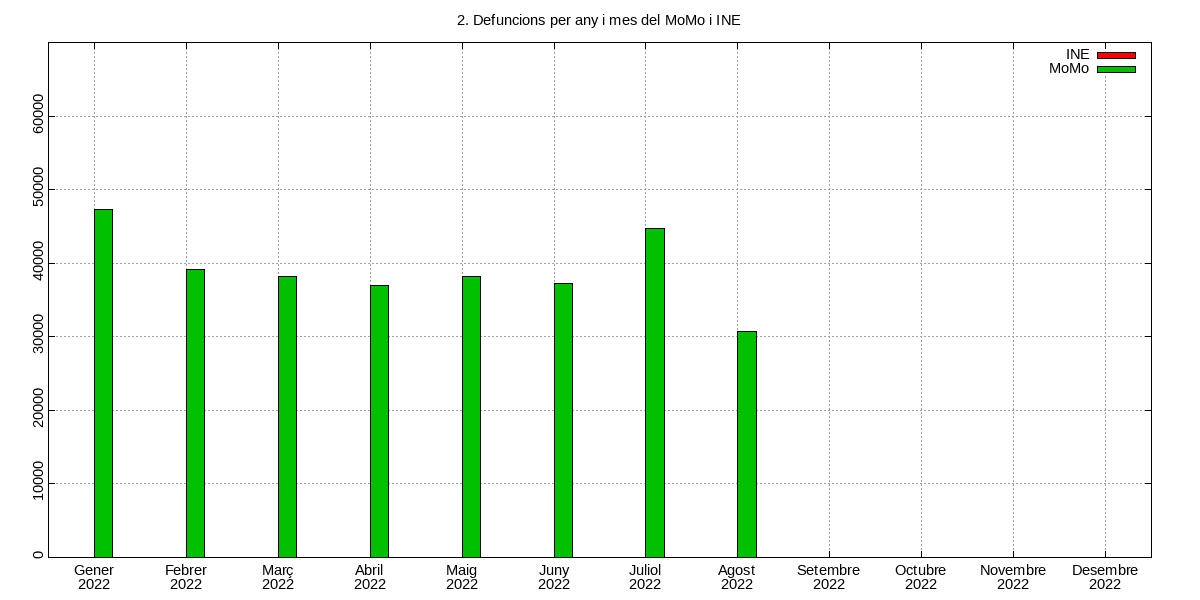 2. Defuncions per any i mes del MoMo i INE
INE
MoMo
60000
50000
40000
30000
20000
10000
0
Gener Febrer Març Abril Maig Juny Juliol Agost Setembre Octubre Novembre Desembre
2022 2022 2022 2022 2022 2022 2022 2022 2022 2022 2022 2022